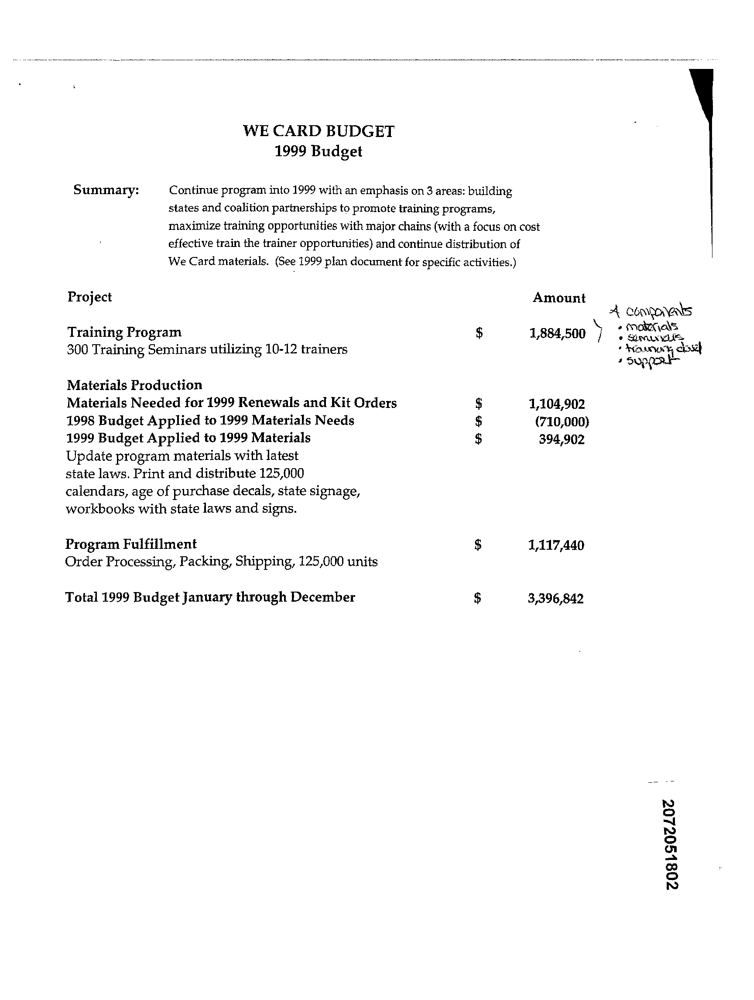 WE CARD BUDGET
1999 Budget
Summary: Continue program into 1999 with an emphasis on 3 areas: building
states and coalition partnerships to promote training programs,
maximize training opportunities with major chains (with a focus on cost
effective train the trainer opportunities) and continue distribution of
We Card materials. (See 1999 plan document for specific activities.)
Project Amount
4 components
• materials
• seminars
• training
• support
Training Program $ 1,884,500
300 Training Seminars utilizing 10-12 trainers
Materials Production
Materials Needed for 1999 Renewals and Kit Orders $ 1,104,902
1998 Budget Applied to 1999 Materials Needs $ (710,000)
1999 Budget Applied to 1999 Materials $ 394,902
Update program materials with latest
state laws. Print and distribute 125,000
calendars, age of purchase decals, state signage,
workbooks with state laws and signs.
Program Fulfillment $ 1,117,440
Order Processing, Packing, Shipping, 125,000 units
Total 1999 Budget January through December $ 3,396,842
2072051802